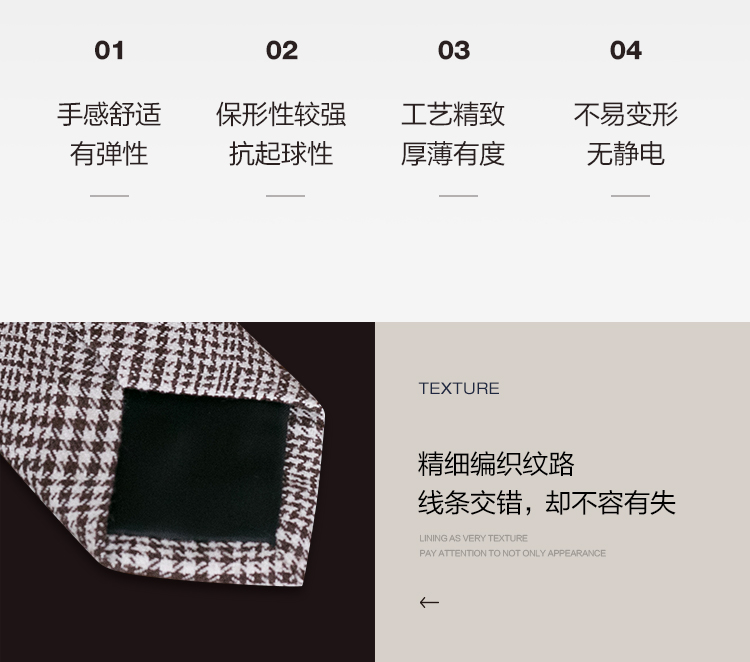 01 02 03 04
手感舒适 保形性较强 工艺精致 不易变形
有弹性 抗起球性 厚薄有度 无静电
TEXTURE
精细编织纹路
线条交错，却不容有失
LINING AS VERY TEXTURE
PAY ATTENTION TO NOT ONLY APPEARANCE